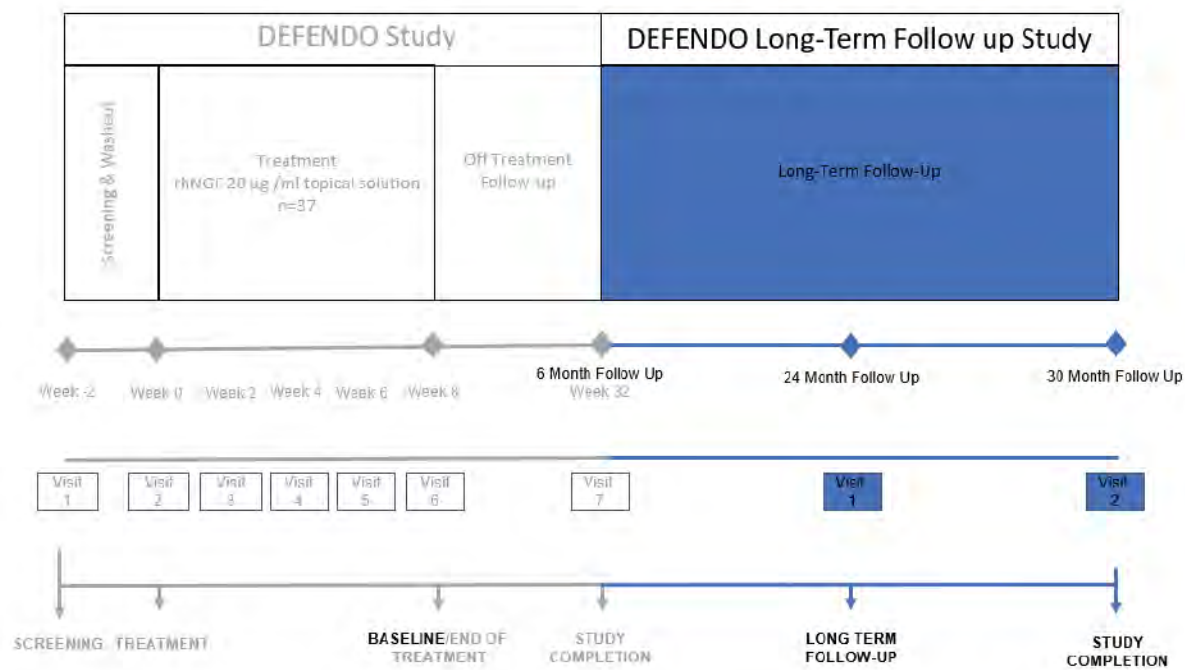 DEFENDO Study
DEFENDO Long-Term Follow up Study
Screening & Washout
Treatment
rhNGF 20 µg /ml topical solution
n=37
Off Treatment
Follow up
Long-Term Follow-Up
6 Month Follow Up
24 Month Follow Up
30 Month Follow Up
Week -2
Week 0
Week 2
Week 4
Week 6
Week 8
Week 32
Visit
1
Visit
2
Visit
3
Visit
4
Visit
5
Visit
6
Visit
7
Visit
1
Visit
2
SCREENING
TREATMENT
BASELINE/END OF
TREATMENT
STUDY
COMPLETION
LONG TERM
FOLLOW-UP
STUDY
COMPLETION